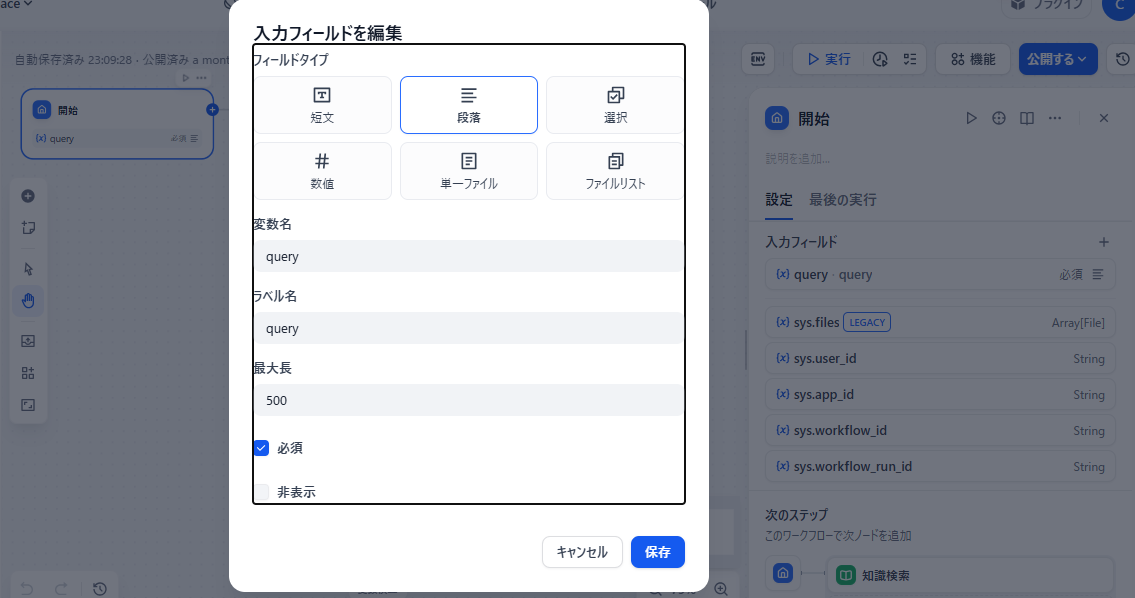 ace
プラグイン
C
自動保存済み 23:09:28 · 公開済み a mont
ENV
実行
機能
公開する
開始
query
必須
入力フィールドを編集
フィールドタイプ
短文
段落
選択
数値
単一ファイル
ファイルリスト
変数名
query
ラベル名
query
最大長
500
必須
非表示
キャンセル
保存
開始
説明を追加...
設定
最後の実行
入力フィールド
{x} query · query 必須
{x} sys.files LEGACY Array[File]
{x} sys.user_id String
{x} sys.app_id String
{x} sys.workflow_id String
{x} sys.workflow_run_id String
次のステップ
このワークフローで次ノードを追加
知識検索